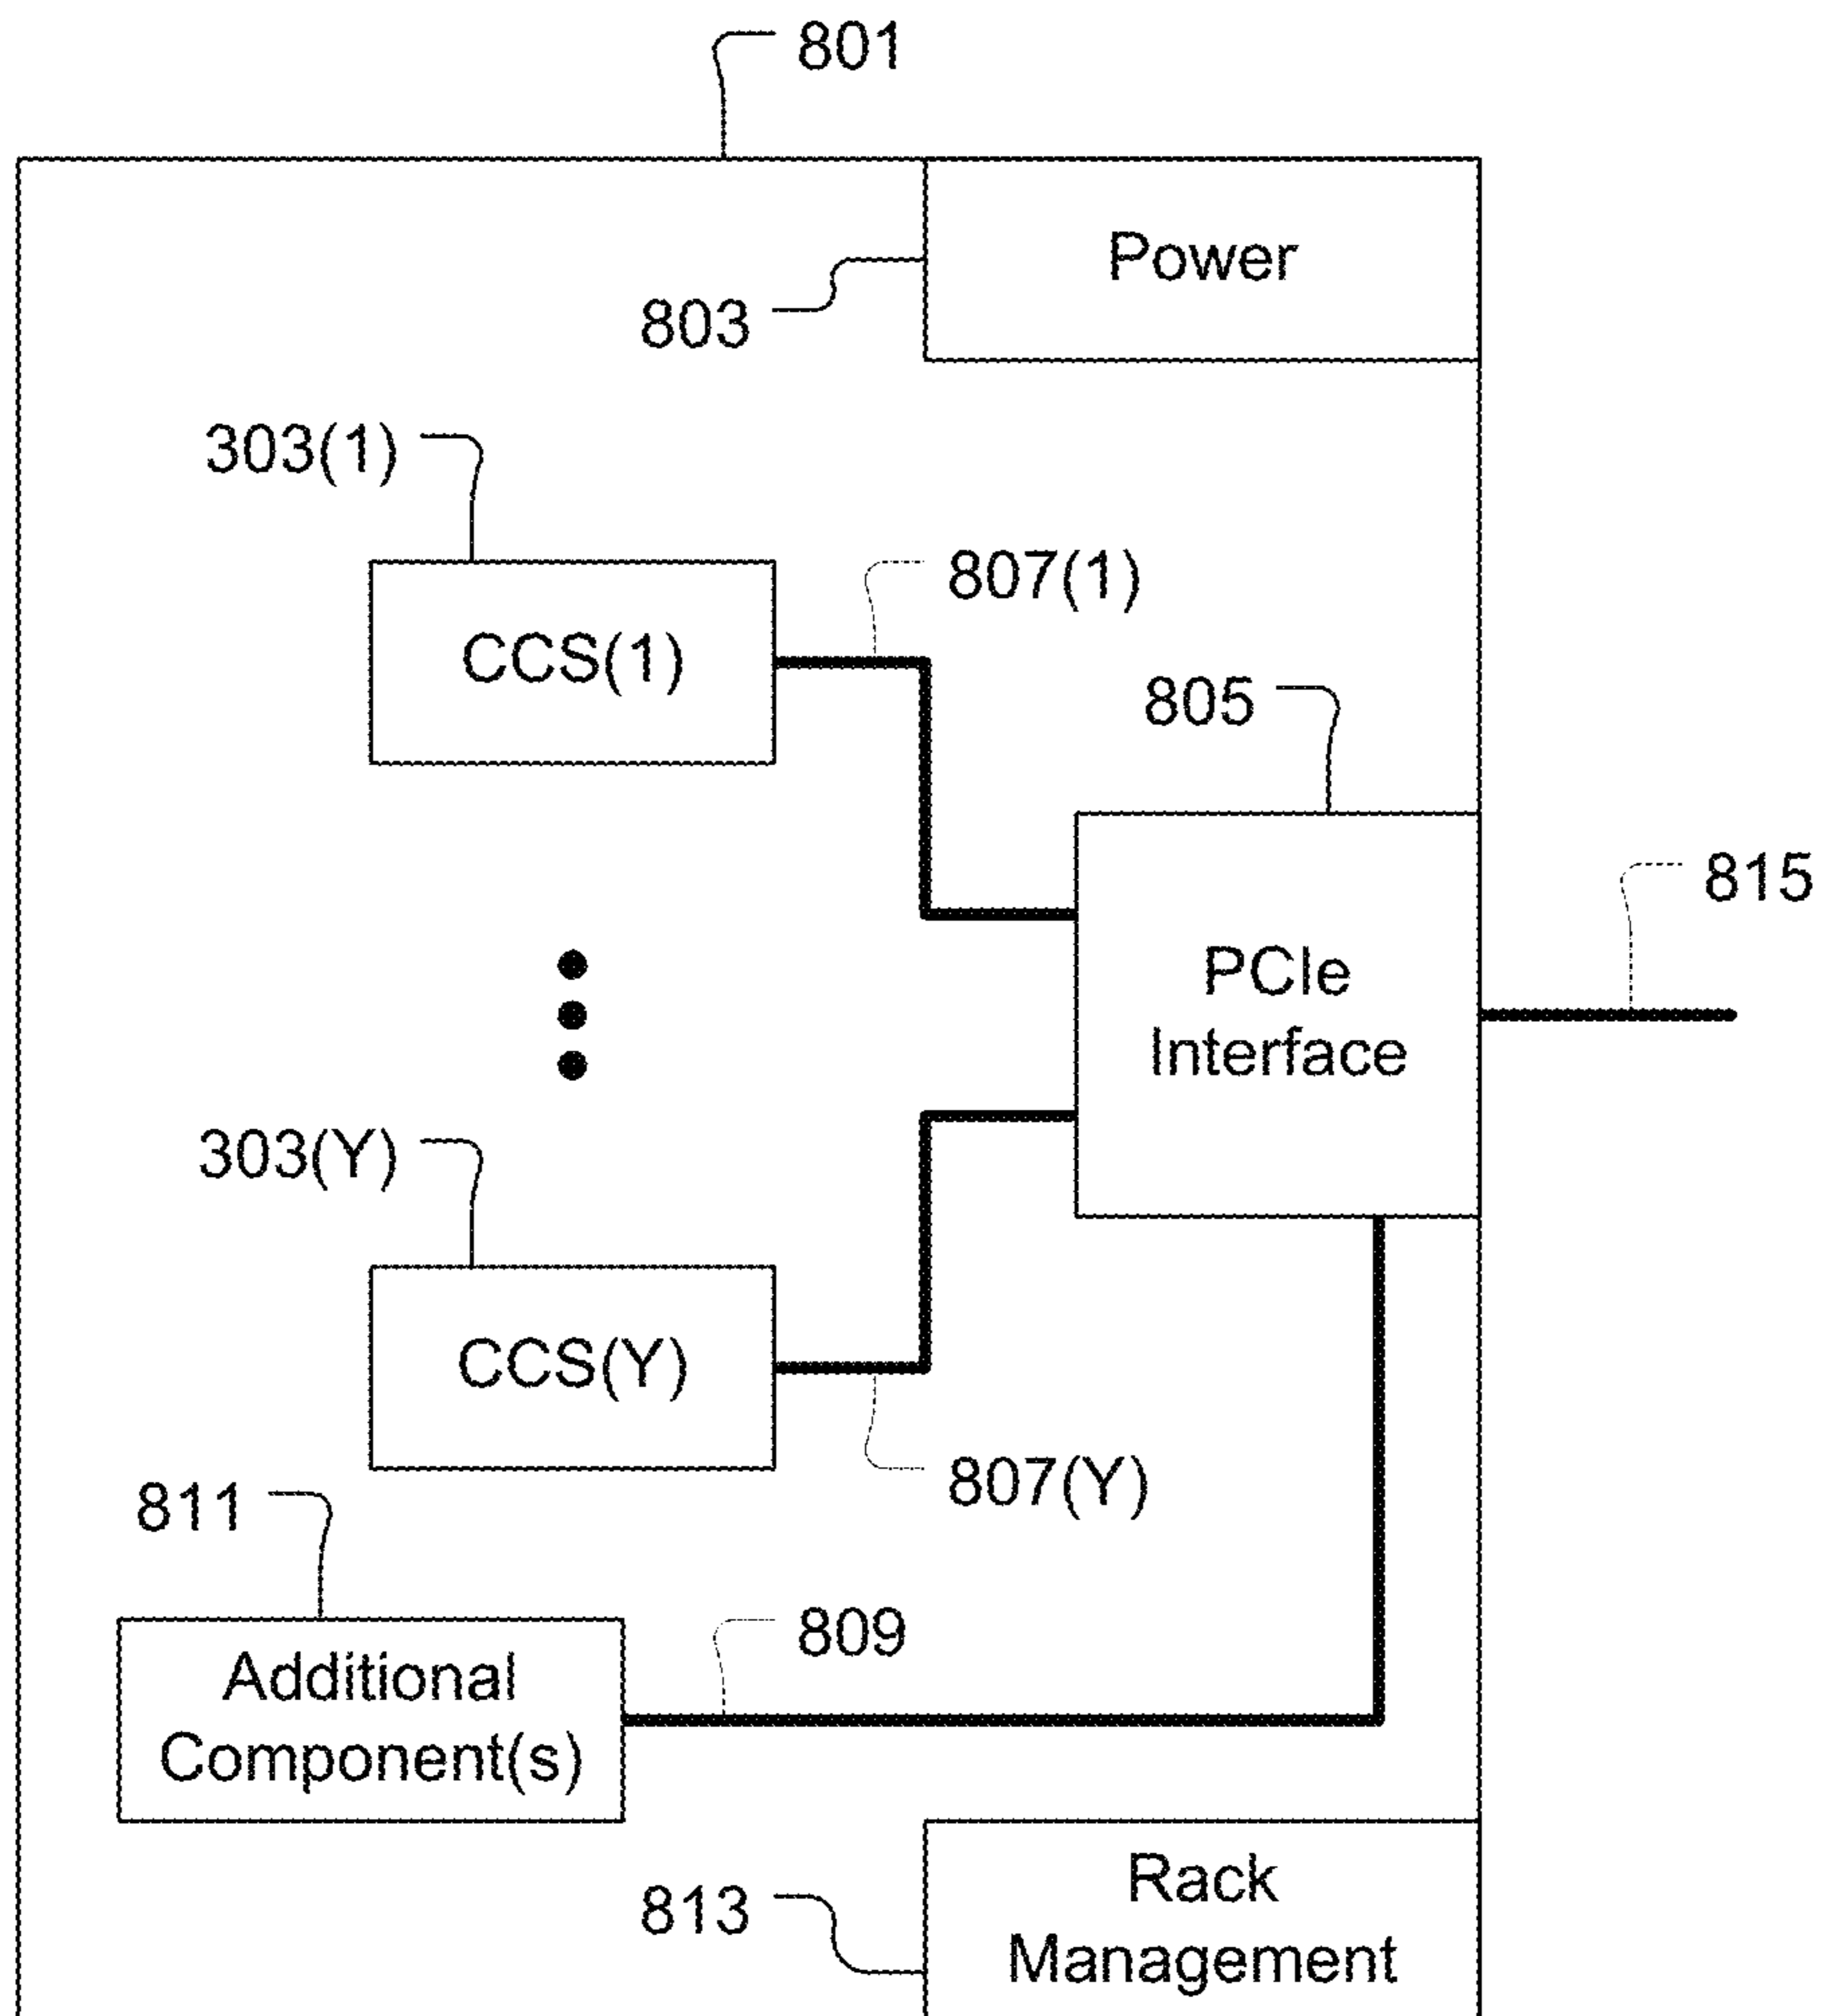 801
Power
803
303(1)
807(1)
CCS(1)
805
815
PCIe
Interface
303(Y)
CCS(Y)
807(Y)
811
809
Additional
Component(s)
Rack
813
Management